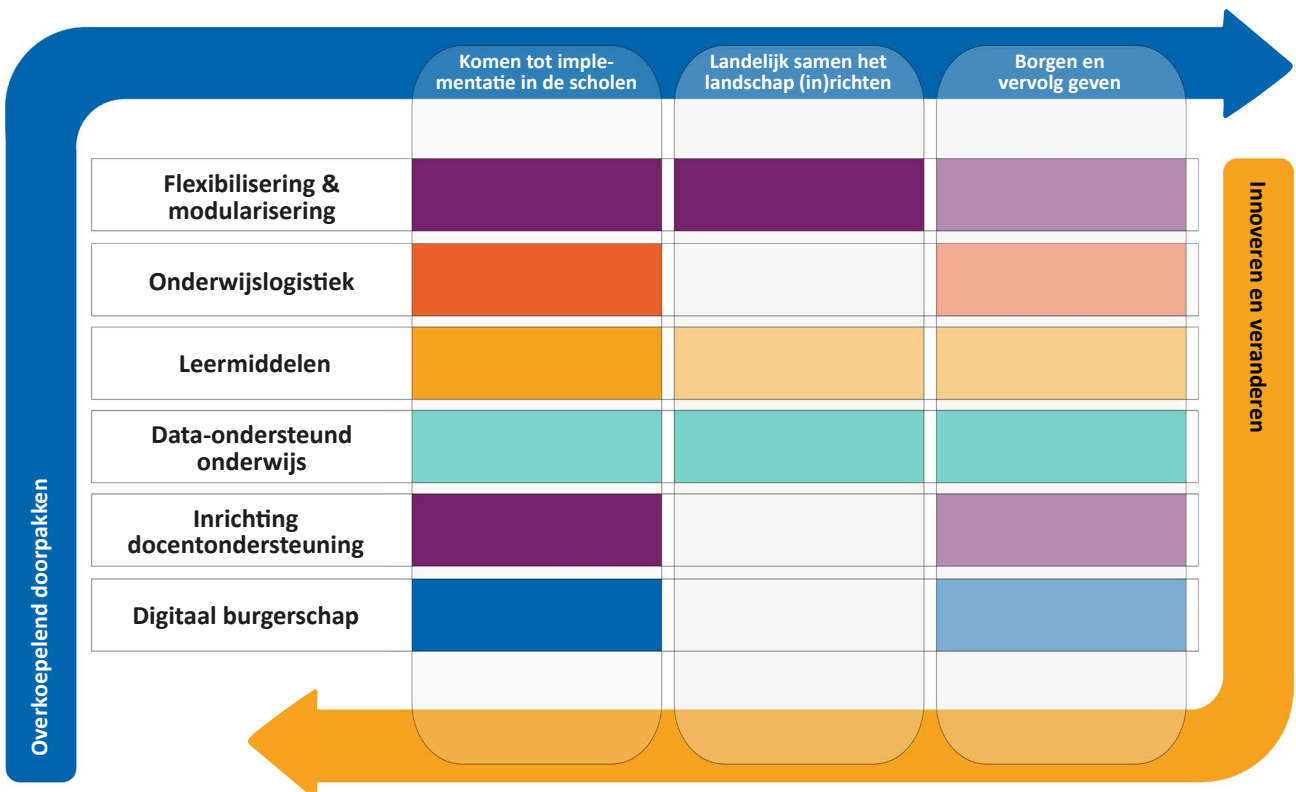 Komen tot imple-
mentatie in de scholen
Landelijk samen het
landschap (in)richten
Borgen en
vervolg geven
Flexibilisering &
modularisering
Onderwijslogistiek
Leermiddelen
Data-ondersteund
onderwijs
Inrichting
docentondersteuning
Digitaal burgerschap
Overkoepelend doorpakken
Innoveren en veranderen